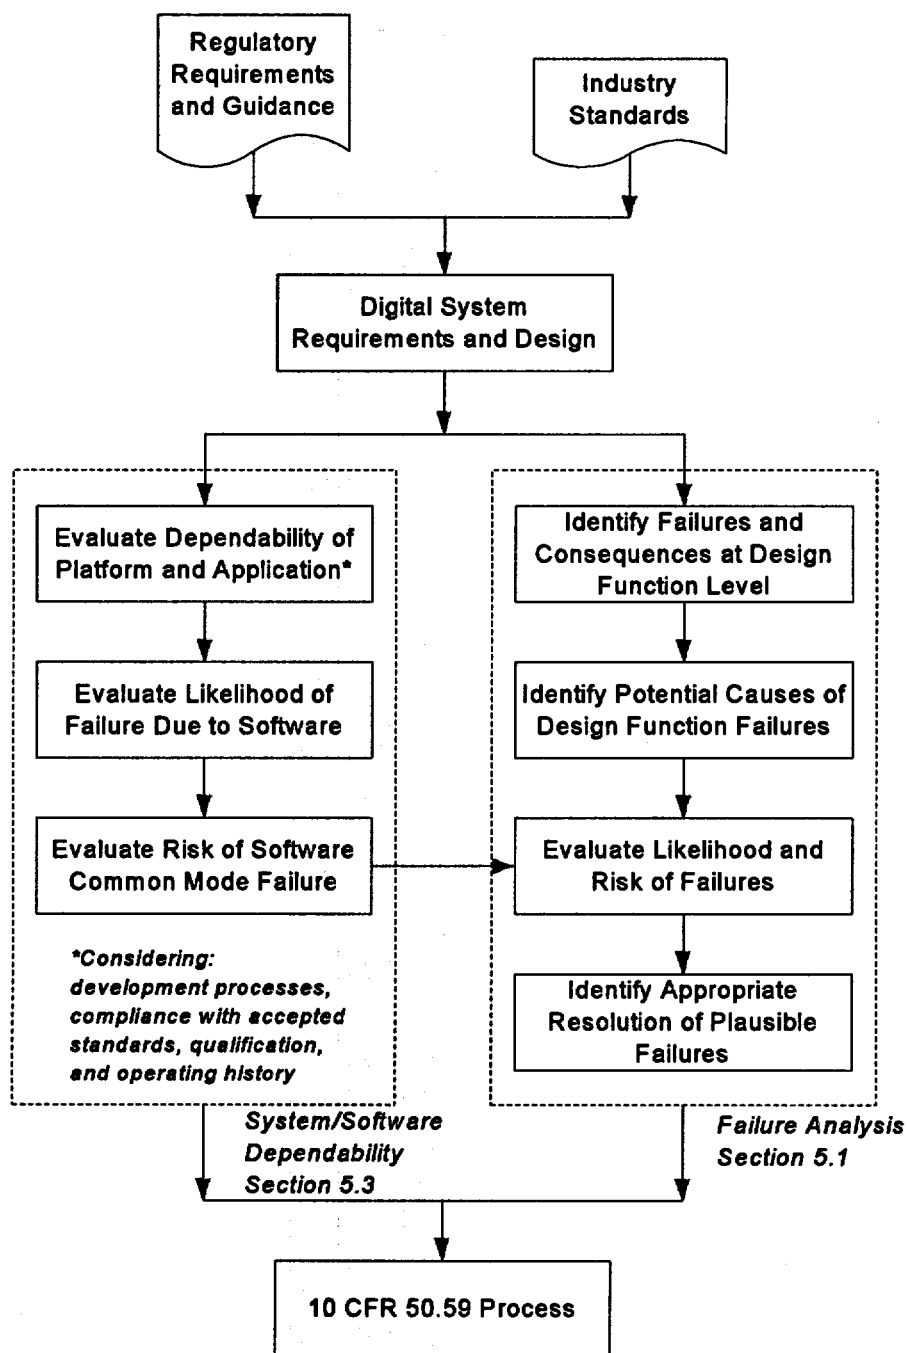 Regulatory
Requirements
and Guidance
Industry
Standards
Digital System
Requirements and Design
Evaluate Dependability of
Platform and Application*
Evaluate Likelihood of
Failure Due to Software
Evaluate Risk of Software
Common Mode Failure
*Considering:
development processes,
compliance with accepted
standards, qualification,
and operating history
System/Software
Dependability
Section 5.3
Identify Failures and
Consequences at Design
Function Level
Identify Potential Causes of
Design Function Failures
Evaluate Likelihood and
Risk of Failures
Identify Appropriate
Resolution of Plausible
Failures
Failure Analysis
Section 5.1
10 CFR 50.59 Process